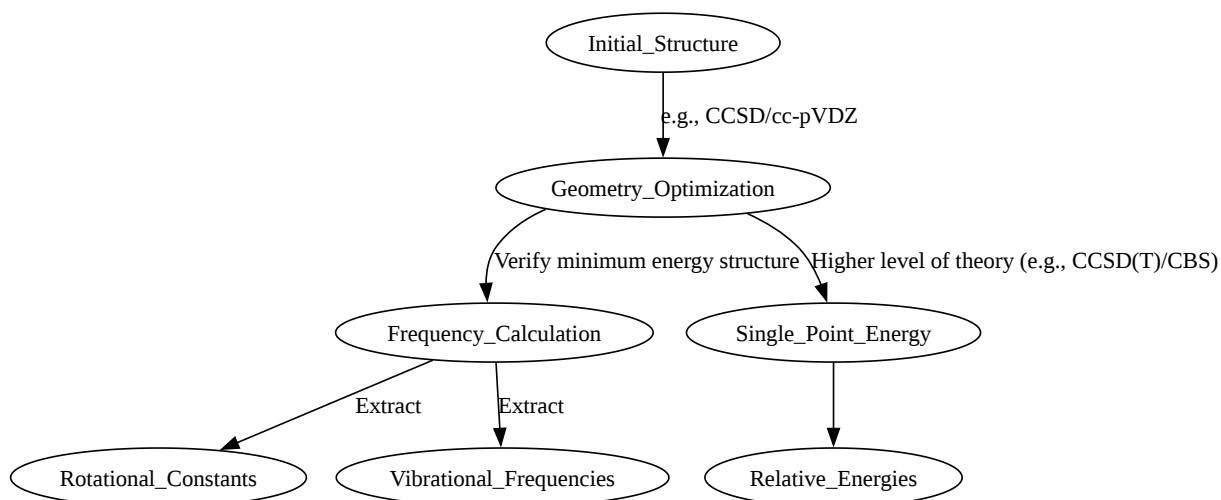 Initial_Structure
e.g., CCSD/cc-pVDZ
Geometry_Optimization
Verify minimum energy structure
Higher level of theory (e.g., CCSD(T)/CBS)
Frequency_Calculation
Single_Point_Energy
Extract
Extract
Rotational_Constants
Vibrational_Frequencies
Relative_Energies